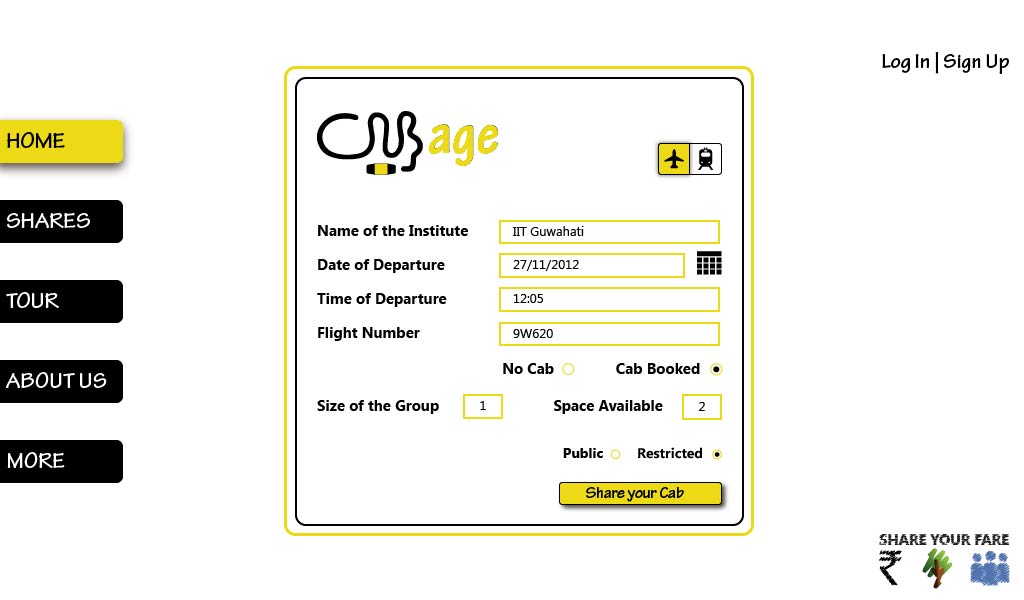 Log In | Sign Up
HOME
SHARES
TOUR
ABOUT US
MORE
Cabage
Name of the Institute IIT Guwahati
Date of Departure 27/11/2012
Time of Departure 12:05
Flight Number 9W620
No Cab Cab Booked
Size of the Group 1 Space Available 2
Public Restricted
Share your Cab
SHARE YOUR FARE
₹